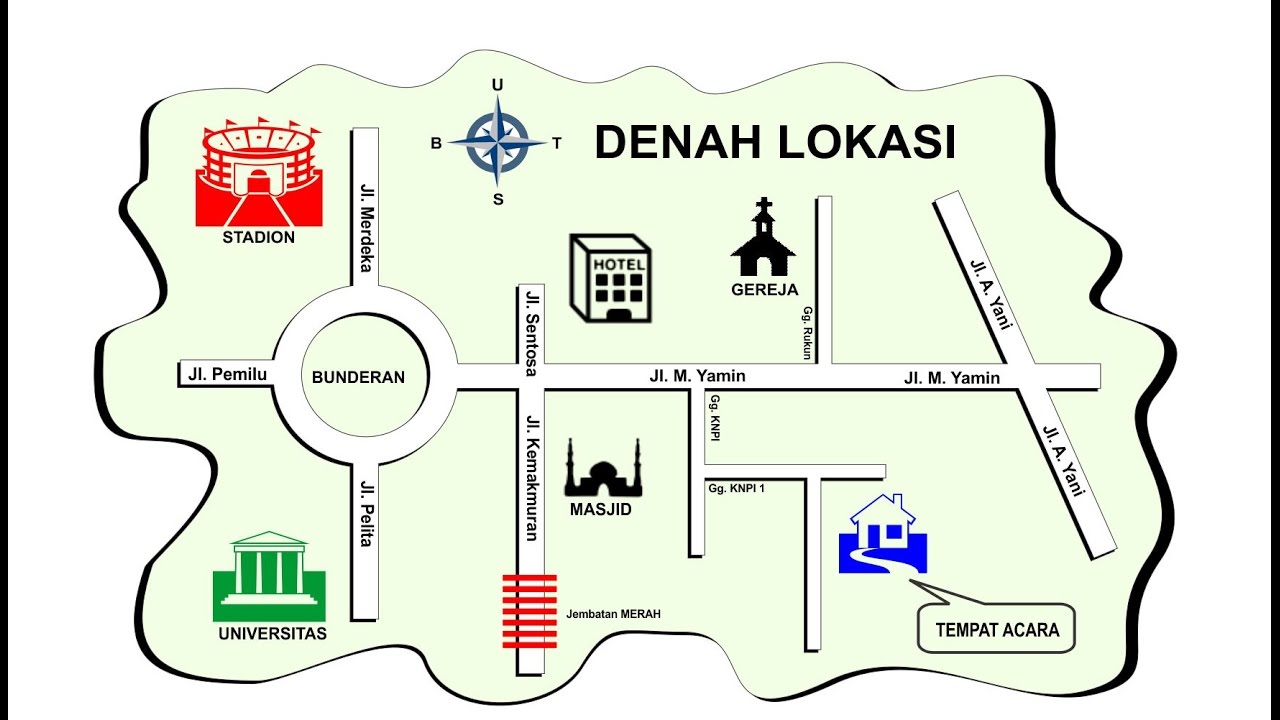 U
B
T
S
DENAH LOKASI
STADION
Jl. Merdeka
HOTEL
GEREJA
Gg. Rukun
Jl. A. Yani
Jl. Sentosa
Jl. Pemilu
BUNDERAN
Jl. M. Yamin
Jl. M. Yamin
Gg. KNPI
Jl. Kemakmuran
Jl. A. Yani
Jl. Pelita
MASJID
Gg. KNPI 1
UNIVERSITAS
Jembatan MERAH
TEMPAT ACARA